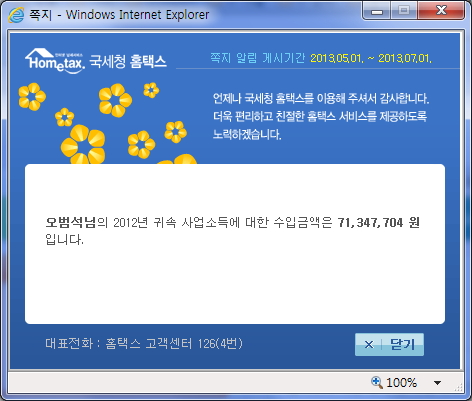 쪽지 - Windows Internet Explorer
Hometax. 국세청 홈택스
쪽지 알림 게시기간 2013.05.01. ~ 2013.07.01.
언제나 국세청 홈택스를 이용해 주셔서 감사합니다.
더욱 편리하고 친절한 홈택스 서비스를 제공하도록
노력하겠습니다.
오범석님의 2012년 귀속 사업소득에 대한 수입금액은 71,347,704 원
입니다.
대표전화 : 홈택스 고객센터 126(4번)
× 닫기
100%